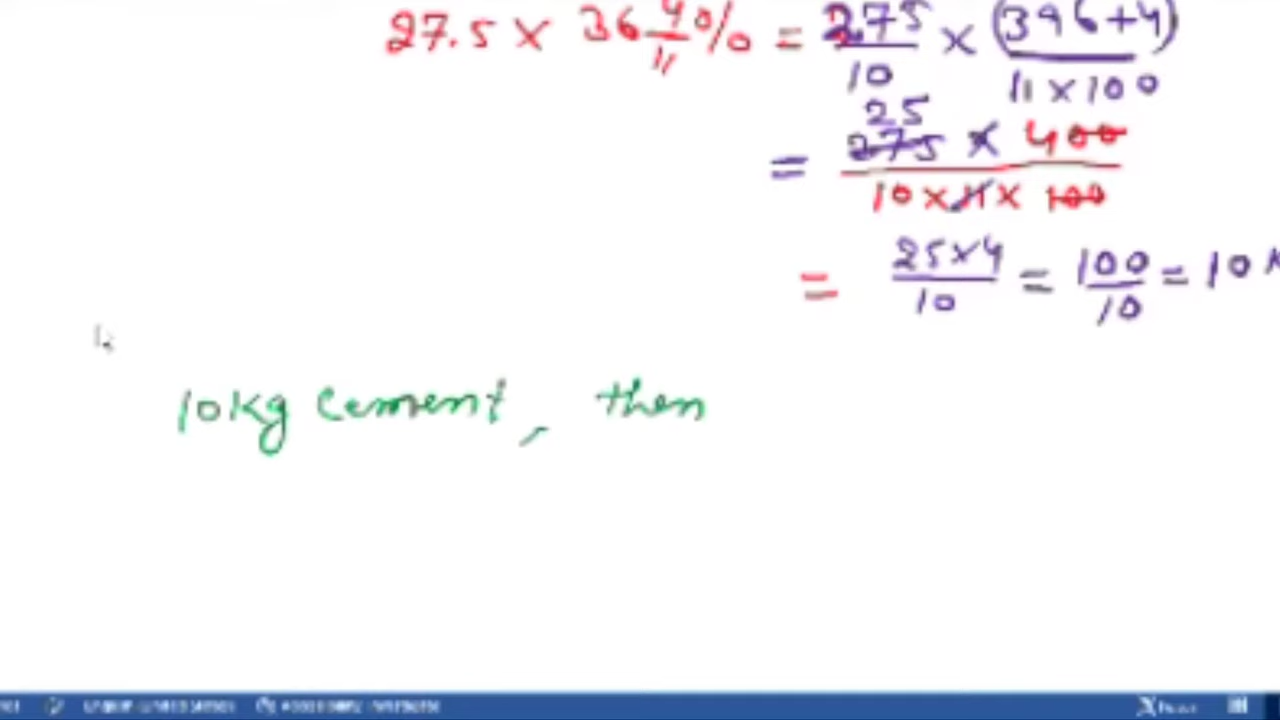 27.5 × 36 4/11 % = 275/10 × (396+4)/(11×100)
25
= 275 × 400 / 10 × 11 × 100
= 25×4/10 = 100/10 = 10 k
10kg cement, then